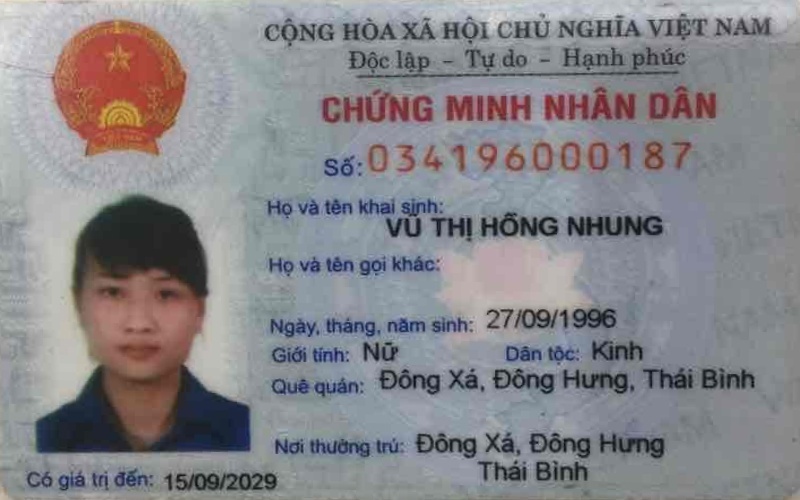 CỘNG HÒA XÃ HỘI CHỦ NGHĨA VIỆT NAM
Độc lập – Tự do – Hạnh phúc
CHỨNG MINH NHÂN DÂN
Số: 034196000187
Họ và tên khai sinh:
VŨ THỊ HỒNG NHUNG
Họ và tên gọi khác:
Ngày, tháng, năm sinh: 27/09/1996
Giới tính: Nữ Dân tộc: Kinh
Quê quán: Đông Xá, Đông Hưng, Thái Bình
Nơi thường trú: Đông Xá, Đông Hưng
Thái Bình
Có giá trị đến: 15/09/2029